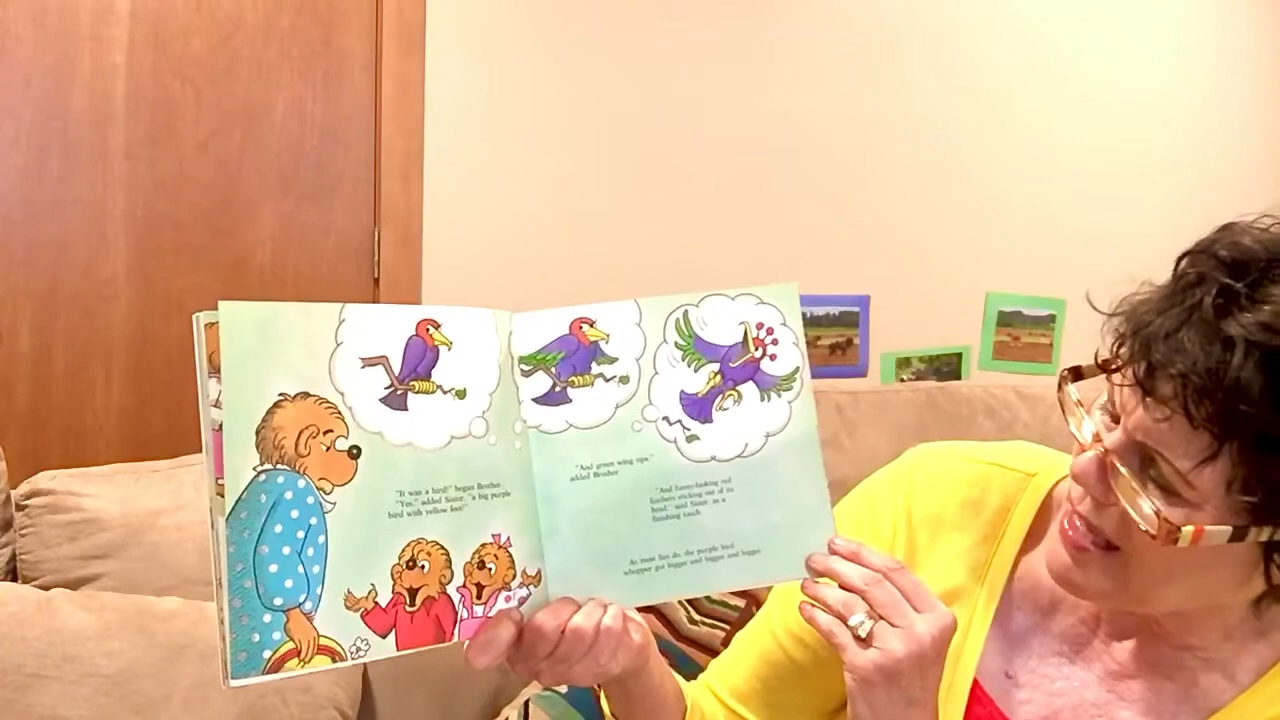 "It was a bird!" began Brother.
"Yes," added Sister, "a big purple
bird with yellow feet!"
"And green wing tips,"
added Brother.
"And funny-looking red
feathers sticking out of its
head," said Sister, as a
finishing touch.
As most lies do, the purple bird
whopper got bigger and bigger and bigger.